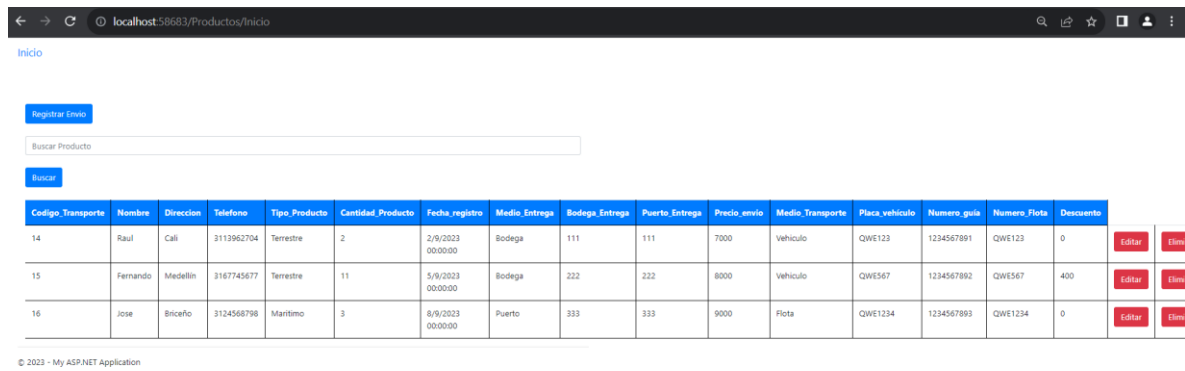 localhost:58683/Productos/Inicio
Inicio
Registrar Envio
Buscar Producto
Buscar
Codigo_Transporte Nombre Direccion Telefono Tipo_Producto Cantidad_Producto Fecha_registro Medio_Entrega Bodega_Entrega Puerto_Entrega Precio_envio Medio_Transporte Placa_vehiculo Numero_guia Numero_Flota Descuento
14 Raul Cali 3113962704 Terrestre 2 2/9/2023 00:00:00 Bodega 111 111 7000 Vehiculo QWE123 1234567891 QWE123 0 Editar Elimi
15 Fernando Medellín 3167745677 Terrestre 11 5/9/2023 00:00:00 Bodega 222 222 8000 Vehiculo QWE567 1234567892 QWE567 400 Editar Elimi
16 Jose Briceño 3124568798 Maritimo 3 8/9/2023 00:00:00 Puerto 333 333 9000 Flota QWE1234 1234567893 QWE1234 0 Editar Elimi
© 2023 - My ASP.NET Application